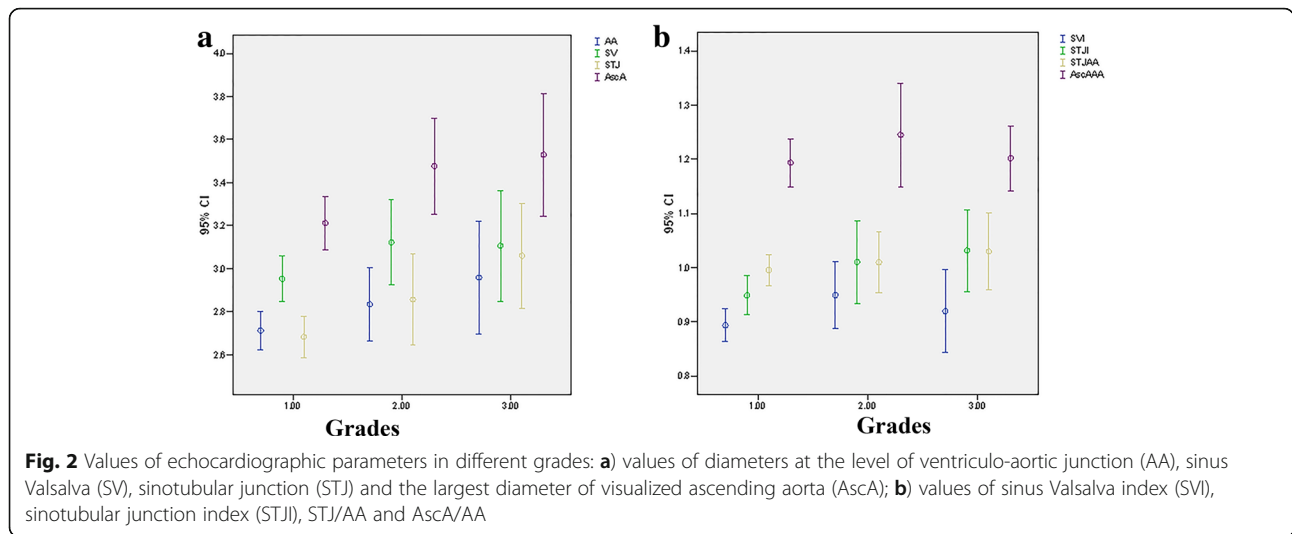 a
AA
SV
STJ
AscA
4.0
3.8
3.6
3.4
3.2
3.0
2.8
2.6
95% CI
1.00
2.00
3.00
Grades
b
SVI
STJI
STJAA
AscAAA
1.4
1.3
1.2
1.1
1.0
0.9
0.8
95% CI
1.00
2.00
3.00
Grades
Fig. 2 Values of echocardiographic parameters in different grades: a) values of diameters at the level of ventriculo-aortic junction (AA), sinus
Valsalva (SV), sinotubular junction (STJ) and the largest diameter of visualized ascending aorta (AscA); b) values of sinus Valsalva index (SVI),
sinotubular junction index (STJI), STJ/AA and AscA/AA